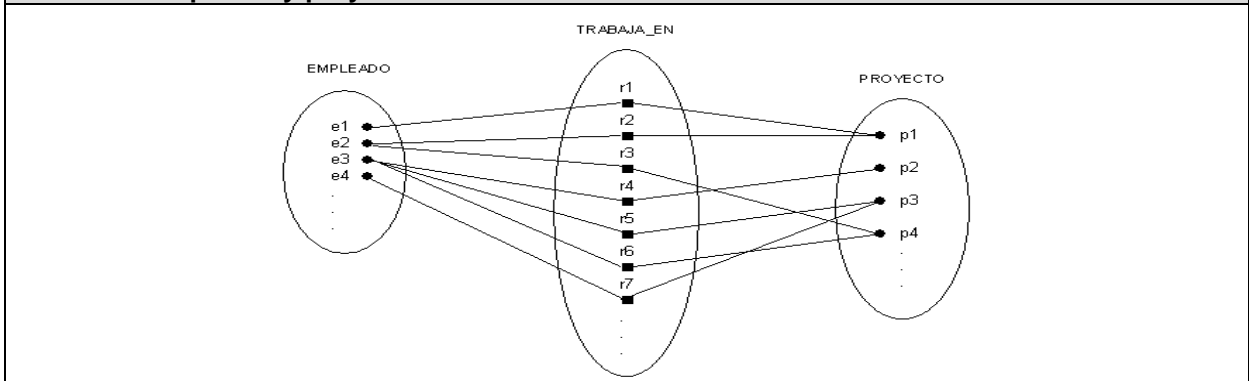 TRABAJA_EN
EMPLEADO
PROYECTO
r1
r2
r3
r4
r5
r6
r7
e1
e2
e3
e4
p1
p2
p3
p4